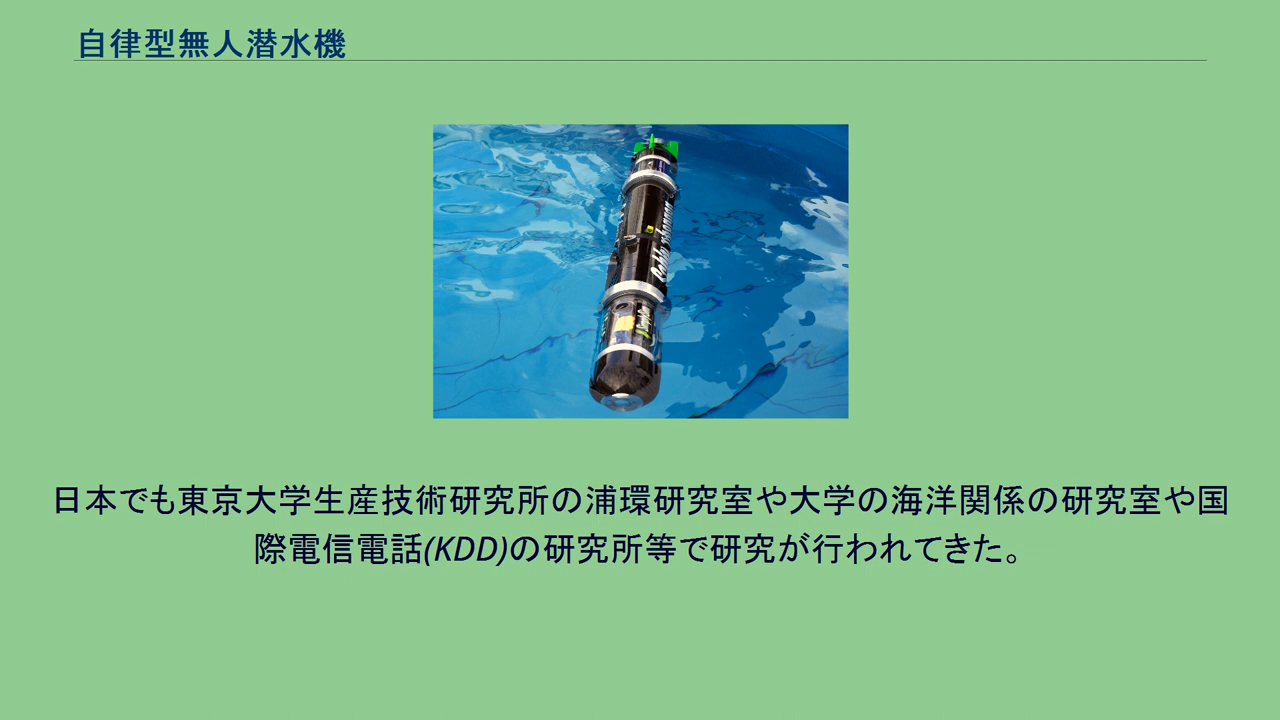 自律型無人潜水機
日本でも東京大学生産技術研究所の浦環研究室や大学の海洋関係の研究室や国
際電信電話(KDD)の研究所等で研究が行われてきた。